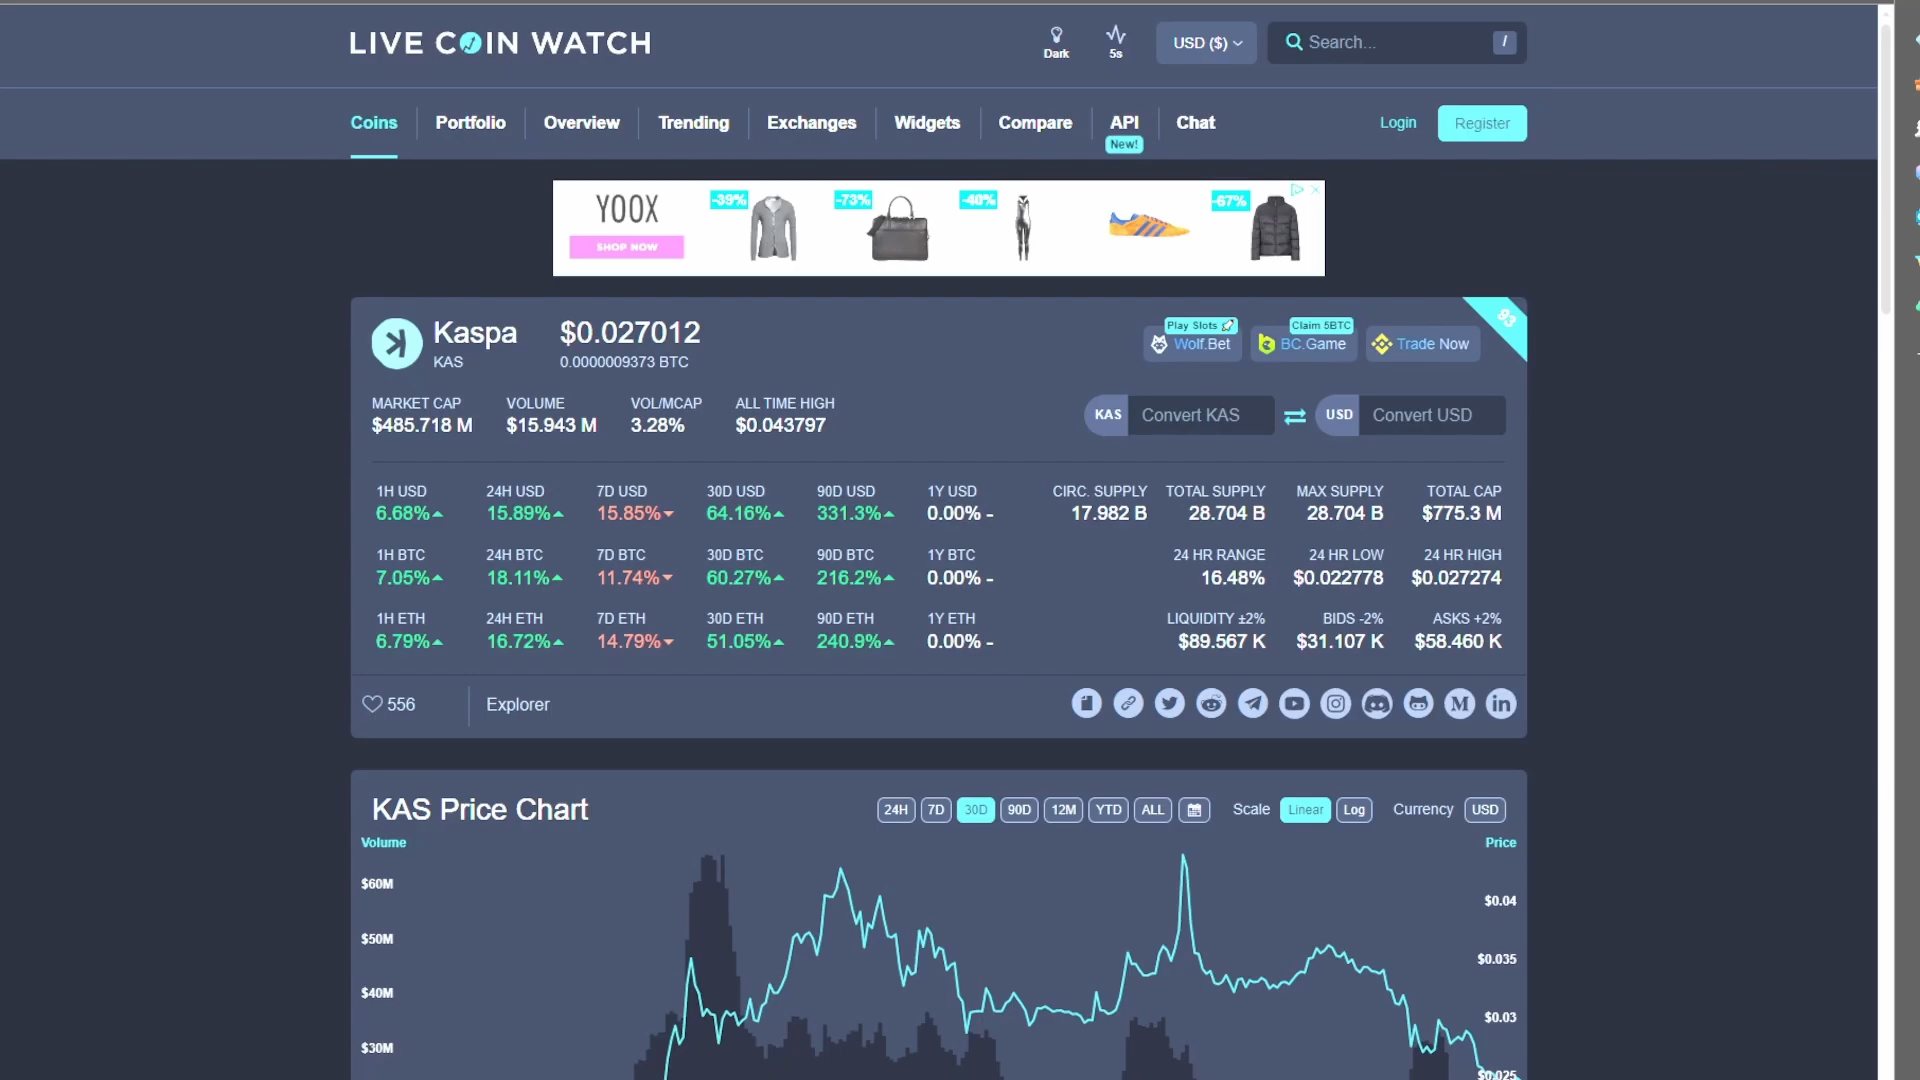 LIVE COIN WATCH
Dark
5s
USD ($)
Search...
/
Coins
Portfolio
Overview
Trending
Exchanges
Widgets
Compare
API
New!
Chat
Login
Register
YOOX
SHOP NOW
-39%
-73%
-40%
-67%
Kaspa
KAS
$0.027012
0.0000009373 BTC
Play Slots
Wolf.Bet
Claim 5BTC
BC.Game
Trade Now
93
MARKET CAP
$485.718 M
VOLUME
$15.943 M
VOL/MCAP
3.28%
ALL TIME HIGH
$0.043797
KAS
Convert KAS
USD
Convert USD
1H USD 24H USD 7D USD 30D USD 90D USD 1Y USD CIRC. SUPPLY TOTAL SUPPLY MAX SUPPLY TOTAL CAP
6.68% 15.89% 15.85% 64.16% 331.3% 0.00% - 17.982 B 28.704 B 28.704 B $775.3 M
1H BTC 24H BTC 7D BTC 30D BTC 90D BTC 1Y BTC 24 HR RANGE 24 HR LOW 24 HR HIGH
7.05% 18.11% 11.74% 60.27% 216.2% 0.00% - 16.48% $0.022778 $0.027274
1H ETH 24H ETH 7D ETH 30D ETH 90D ETH 1Y ETH LIQUIDITY ±2% BIDS -2% ASKS +2%
6.79% 16.72% 14.79% 51.05% 240.9% 0.00% - $89.567 K $31.107 K $58.460 K
556
Explorer
KAS Price Chart
24H 7D 30D 90D 12M YTD ALL
Scale Linear Log
Currency USD
Volume
Price
$60M
$0.04
$50M
$0.035
$40M
$0.03
$30M
$0.025